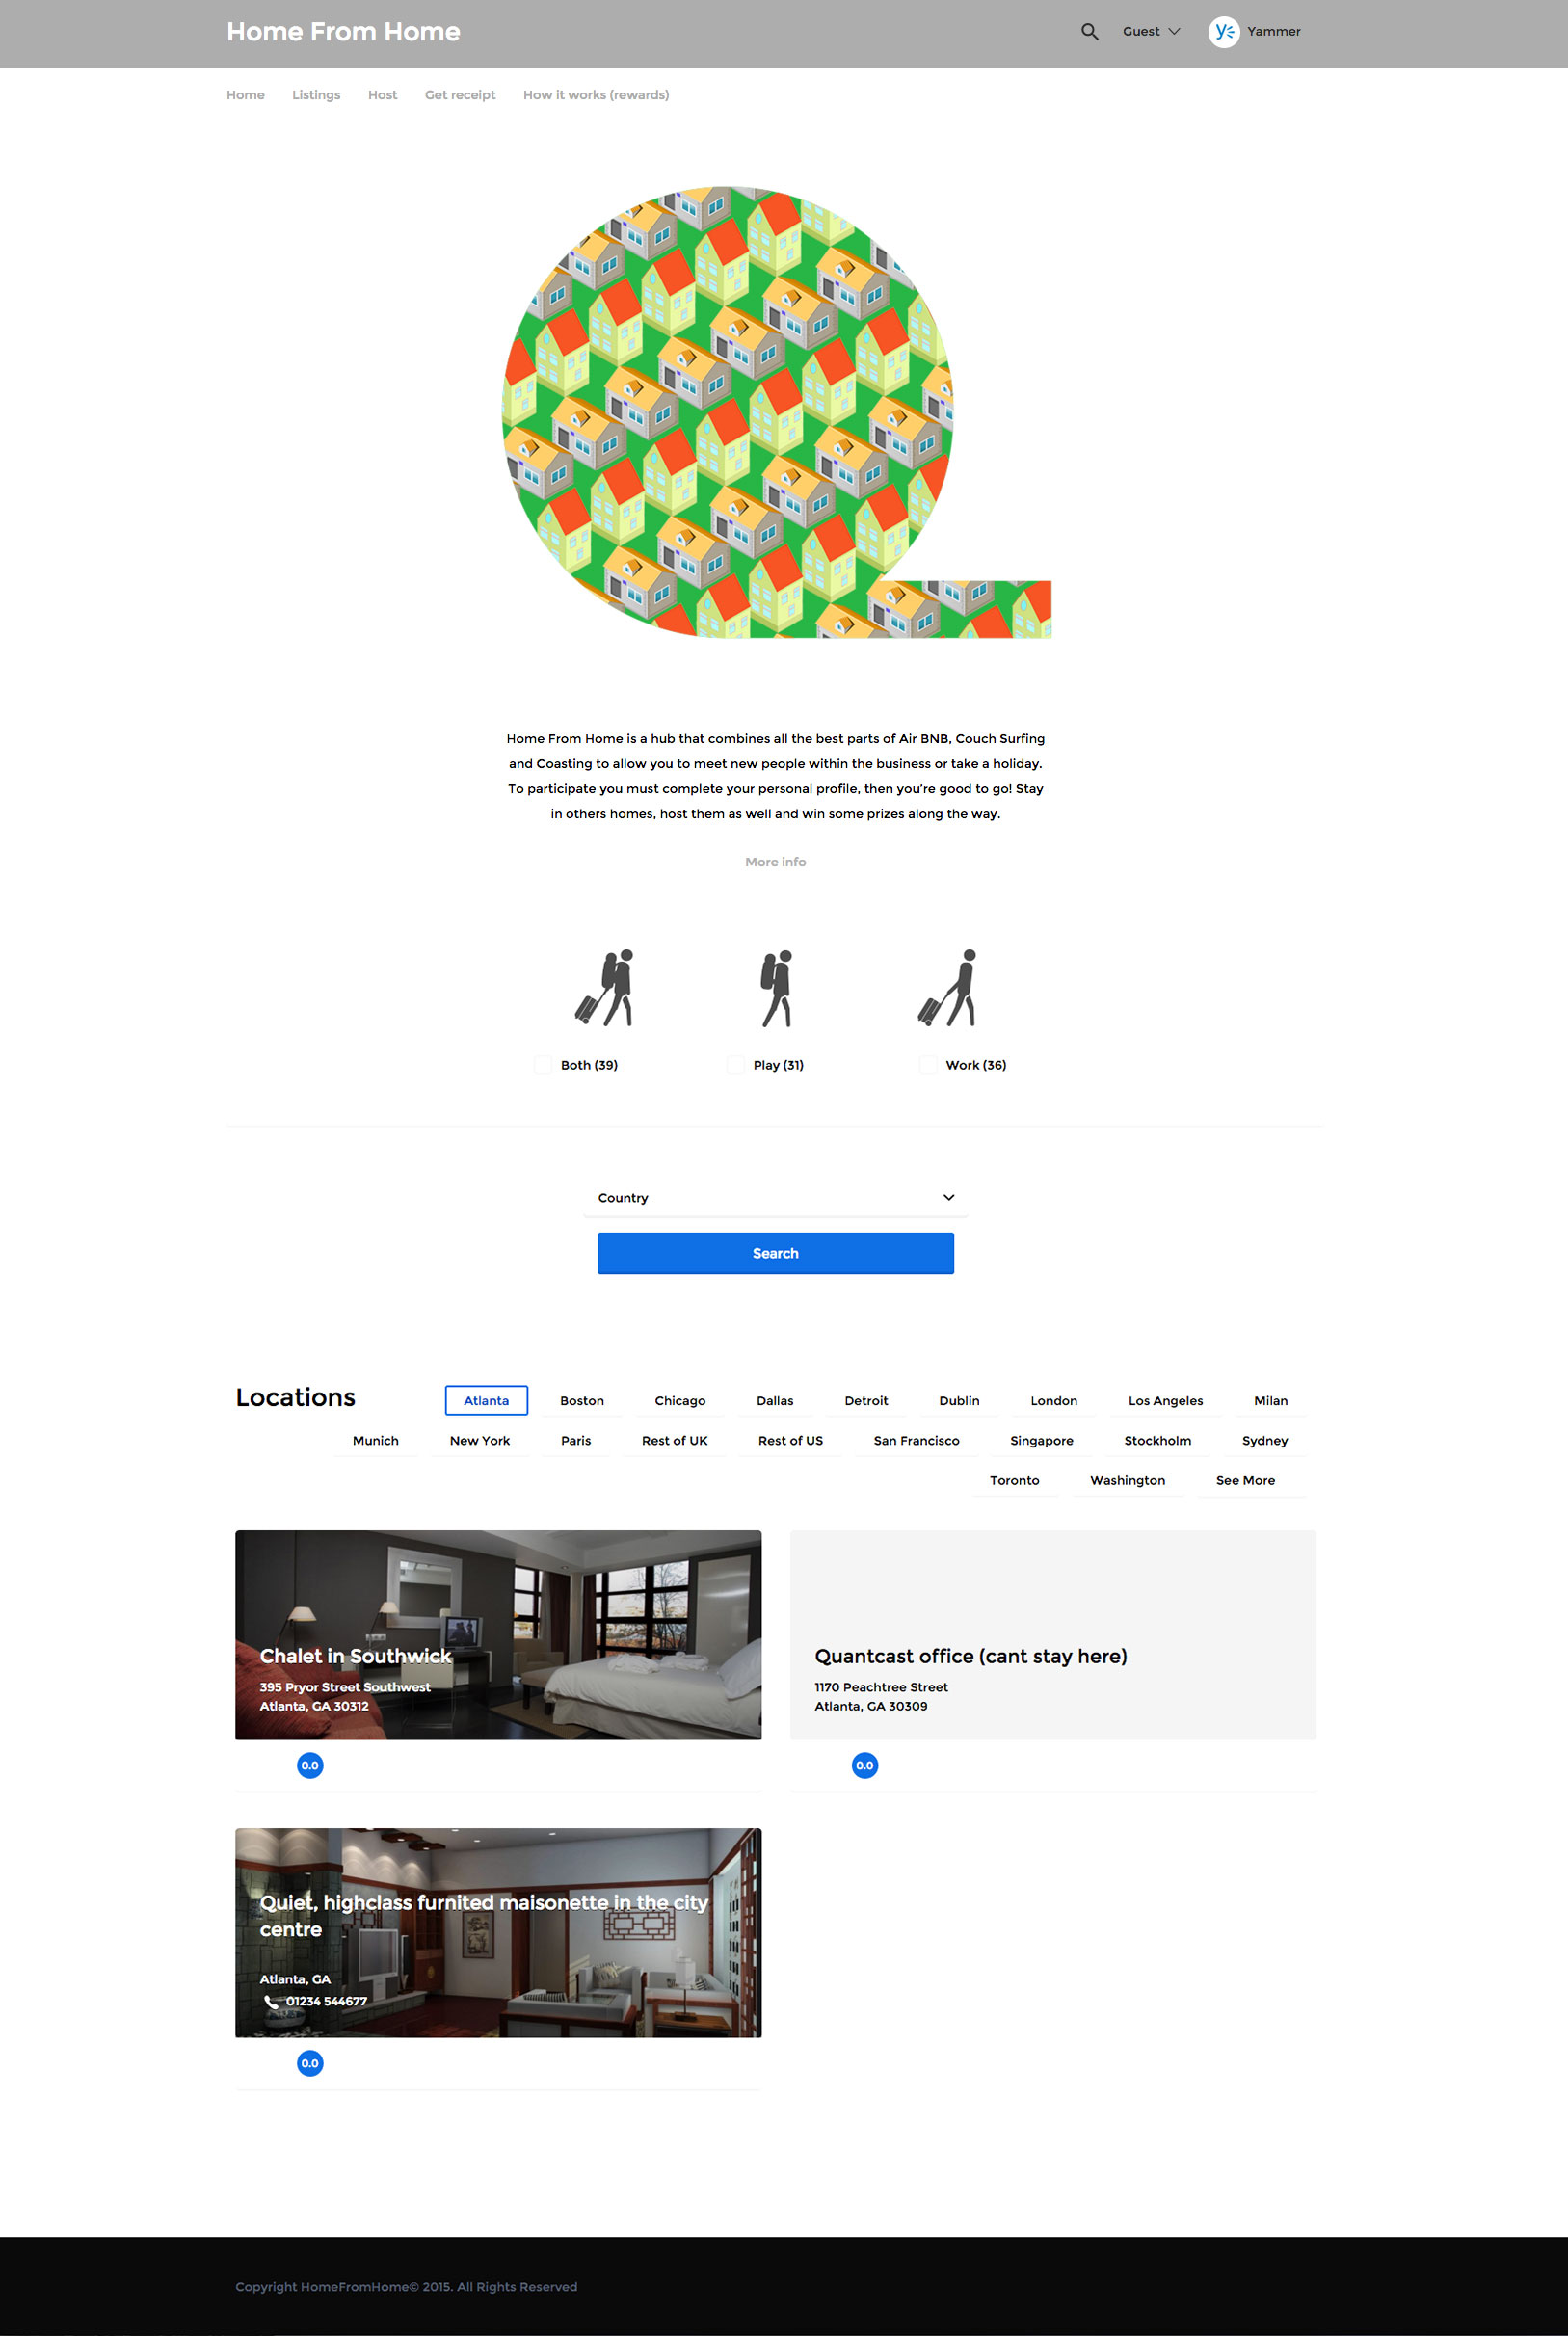 Home From Home
Guest
Yammer
Home
Listings
Host
Get receipt
How it works (rewards)
Home From Home is a hub that combines all the best parts of Air BNB, Couch Surfing
and Coasting to allow you to meet new people within the business or take a holiday.
To participate you must complete your personal profile, then you’re good to go! Stay
in others homes, host them as well and win some prizes along the way.
More info
Both (39)
Play (31)
Work (36)
Country
Search
Locations
Atlanta
Boston
Chicago
Dallas
Detroit
Dublin
London
Los Angeles
Milan
Munich
New York
Paris
Rest of UK
Rest of US
San Francisco
Singapore
Stockholm
Sydney
Toronto
Washington
See More
Chalet in Southwick
395 Pryor Street Southwest
Atlanta, GA 30312
0.0
Quantcast office (cant stay here)
1170 Peachtree Street
Atlanta, GA 30309
0.0
Quiet, highclass furnited maisonette in the city
centre
Atlanta, GA
01234 544677
0.0
Copyright HomeFromHome© 2015. All Rights Reserved